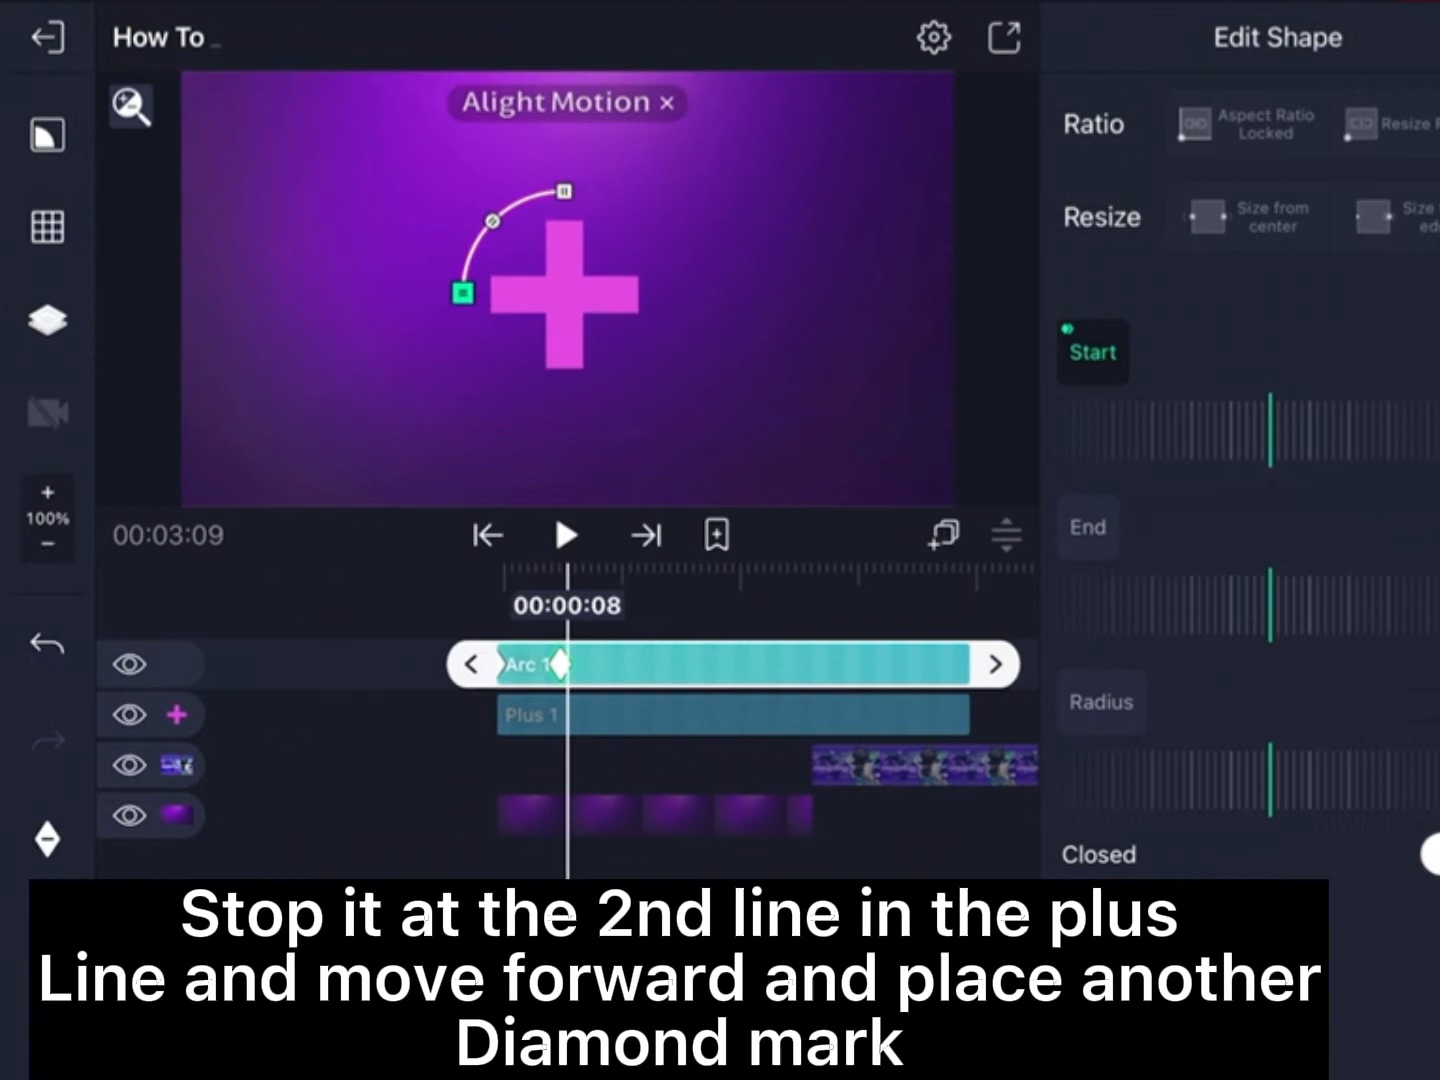 How To
Edit Shape
Alight Motion ×
Ratio
Aspect Ratio
Locked
Resize
Resize
Size from
center
Size
Start
+
100%
−
00:03:09
End
00:00:08
Arc 1
Radius
Plus 1
Closed
Stop it at the 2nd line in the plus
Line and move forward and place another
Diamond mark